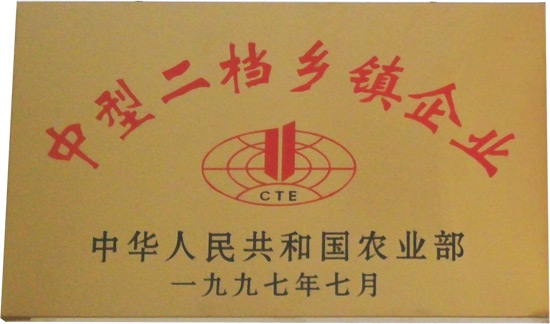 中型二档乡镇企业
CTE
中华人民共和国农业部
一九九七年七月